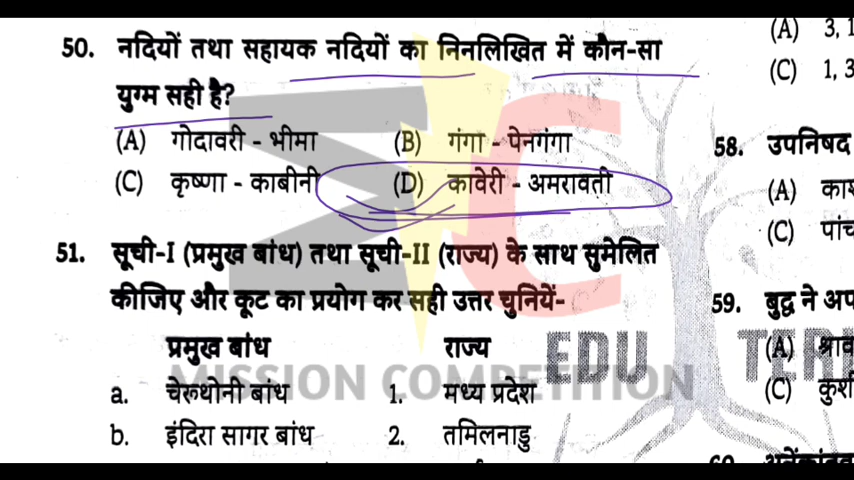 50. नदियों तथा सहायक नदियों का निनलिखित में कौन-सा
युग्म सही है?
(A) गोदावरी - भीमा (B) गंगा - पेनगंगा
(C) कृष्णा - काबीनी (D) कावेरी - अमरावती
51. सूची-I (प्रमुख बांध) तथा सूची-II (राज्य) के साथ सुमेलित
कीजिए और कूट का प्रयोग कर सही उत्तर चुनियें-
प्रमुख बांध राज्य
a. चेरुथोनी बांध 1. मध्य प्रदेश
b. इंदिरा सागर बांध 2. तमिलनाडु
(A) 3, 1
(C) 1, 3
58. उपनिषद
(A)
(C)
59. बुद्ध ने
(A)
(C)
MISSION COMPETITION
EDU